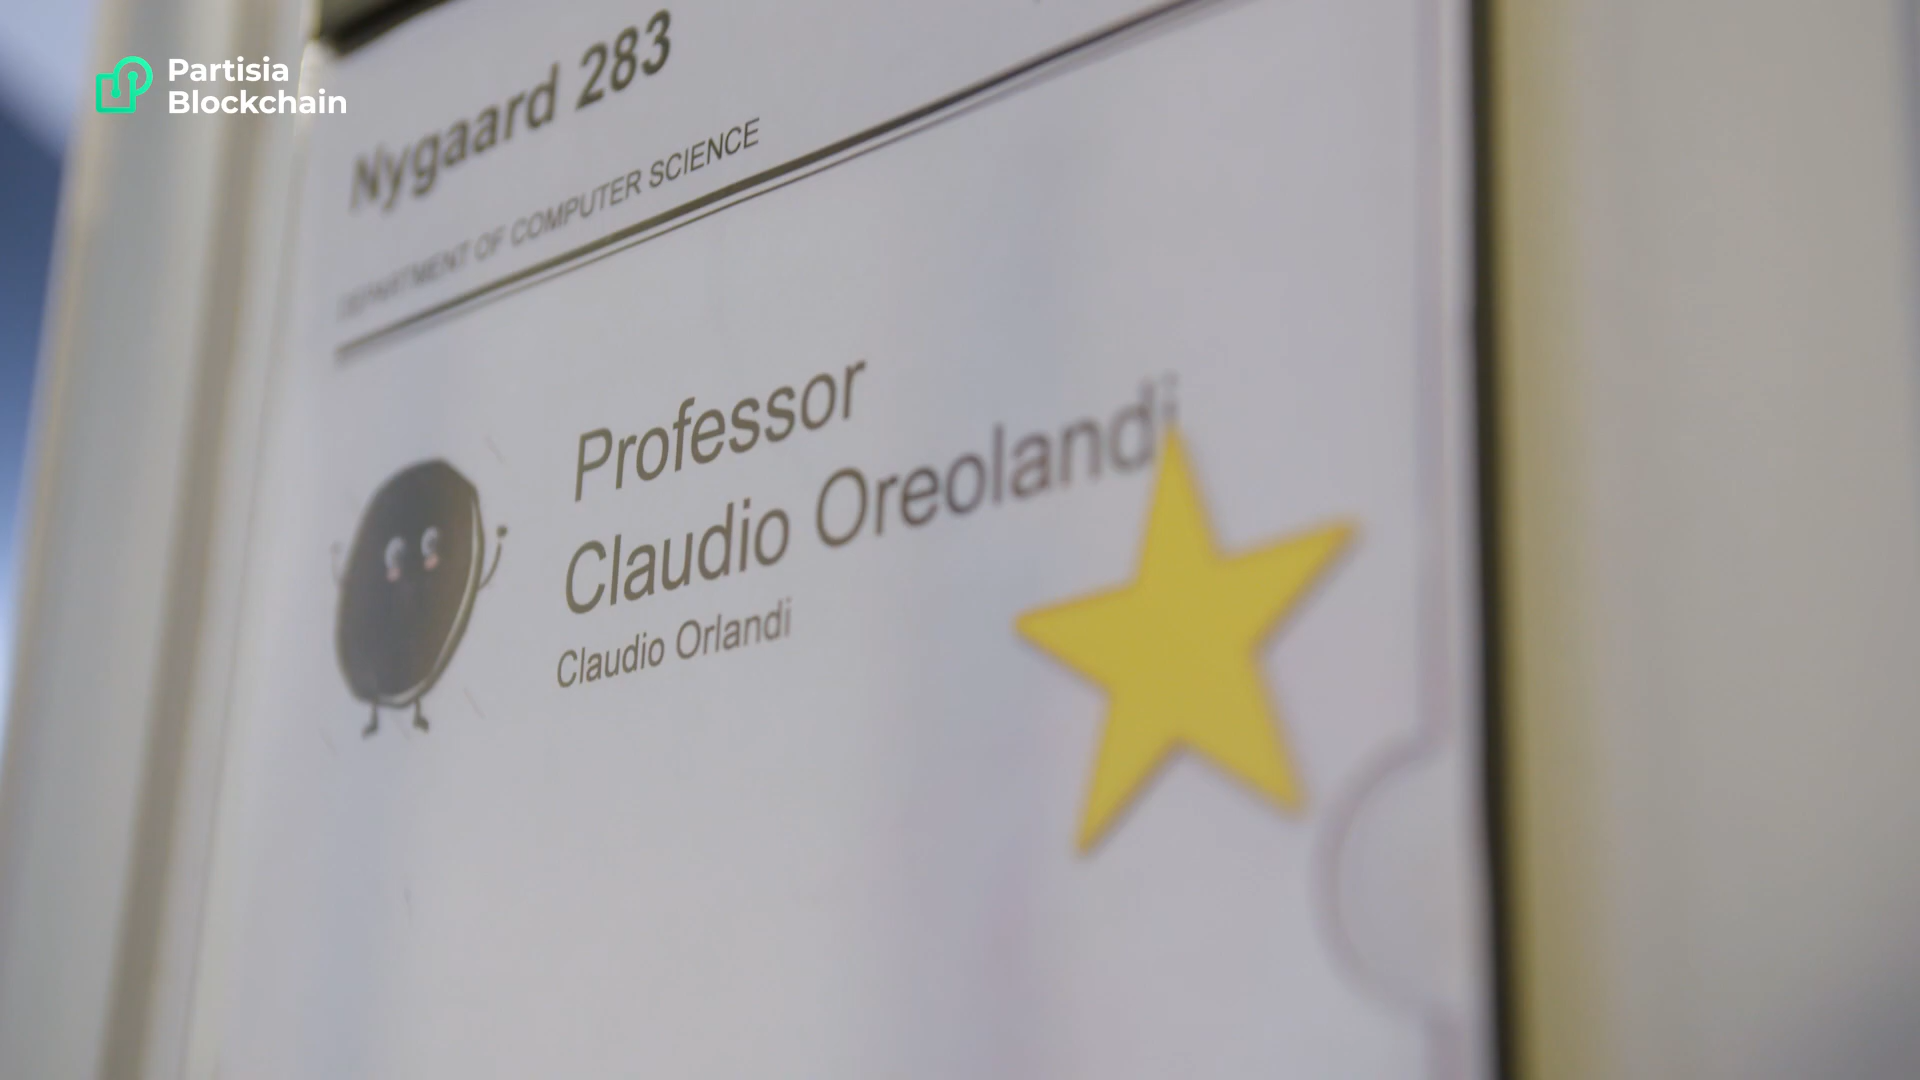 Partisia
Blockchain
Nygaard 283
DEPARTMENT OF COMPUTER SCIENCE
Professor
Claudio Oreolandi
Claudio Orlandi